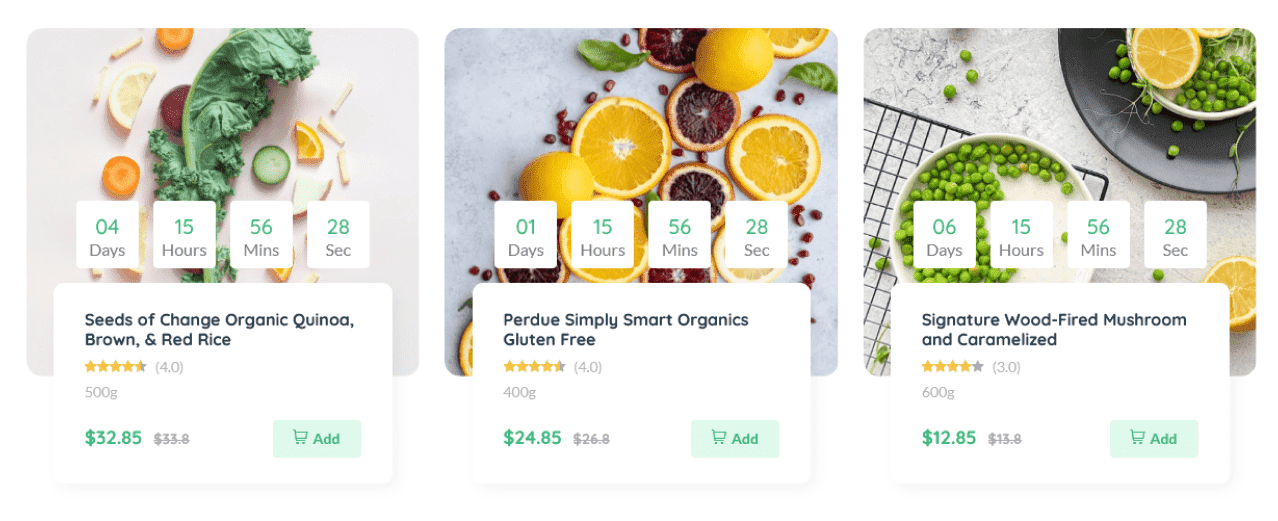 04 15 56 28
Days Hours Mins Sec
Seeds of Change Organic Quinoa,
Brown, & Red Rice
(4.0)
500g
$32.85 $33.8 Add
01 15 56 28
Days Hours Mins Sec
Perdue Simply Smart Organics
Gluten Free
(4.0)
400g
$24.85 $26.8 Add
06 15 56 28
Days Hours Mins Sec
Signature Wood-Fired Mushroom
and Caramelized
(3.0)
600g
$12.85 $13.8 Add